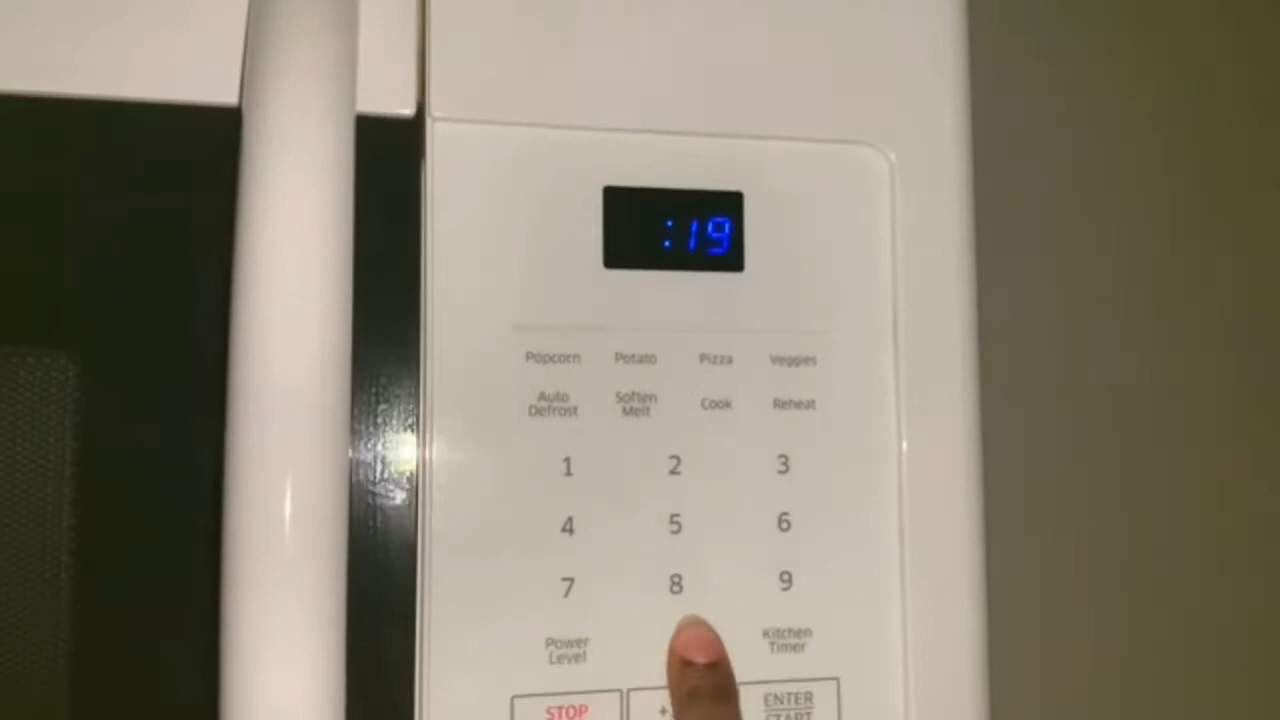 :19
Popcorn Potato Pizza Veggies
Auto Defrost Soften Melt Cook Reheat
1 2 3
4 5 6
7 8 9
Power Level Kitchen Timer
STOP + ENTER
START